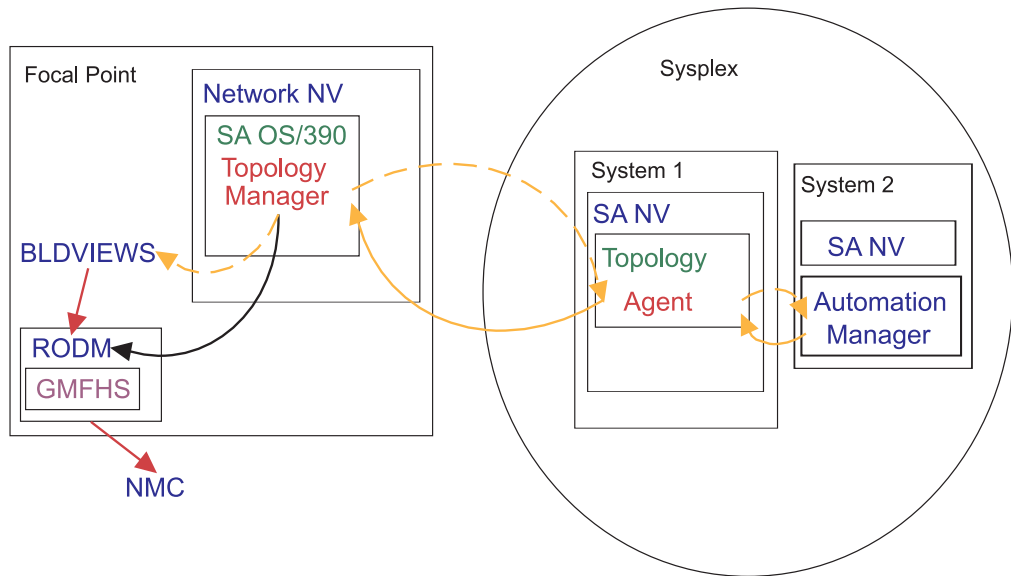 Focal Point
Network NV
SA OS/390
Topology
Manager
BLDVIEWS
RODM
GMFHS
NMC
Sysplex
System 1
SA NV
Topology
Agent
System 2
SA NV
Automation
Manager